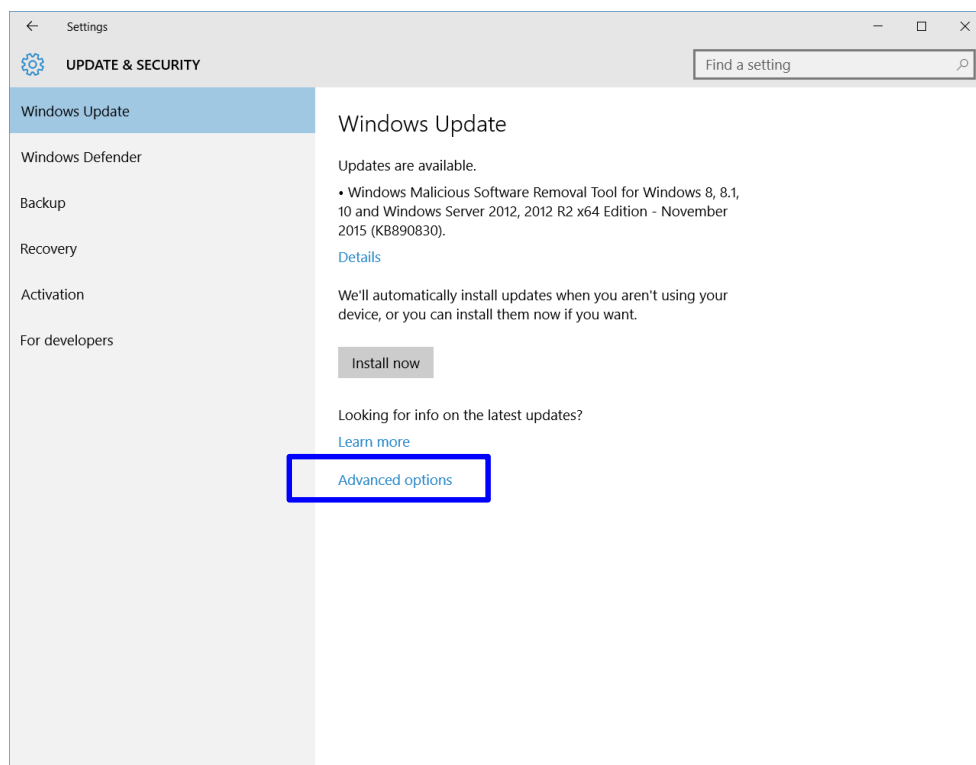 Settings
UPDATE & SECURITY
Find a setting
Windows Update
Windows Defender
Backup
Recovery
Activation
For developers
Windows Update
Updates are available.
• Windows Malicious Software Removal Tool for Windows 8, 8.1,
10 and Windows Server 2012, 2012 R2 x64 Edition - November
2015 (KB890830).
Details
We'll automatically install updates when you aren't using your
device, or you can install them now if you want.
Install now
Looking for info on the latest updates?
Learn more
Advanced options